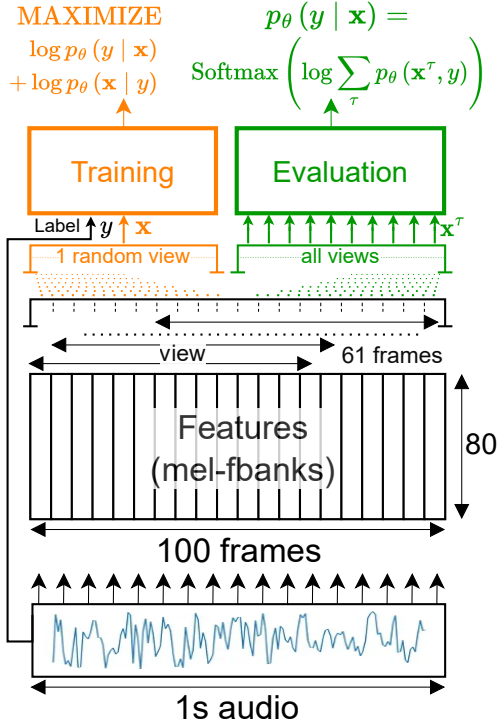 MAXIMIZE
log p_θ (y | x)
+ log p_θ (x | y)
p_θ (y | x) =
Softmax ( log ∑_τ p_θ (x^τ, y) )
Training
Evaluation
Label y x
x^τ
1 random view
all views
view
61 frames
Features
(mel-fbanks)
80
100 frames
1s audio